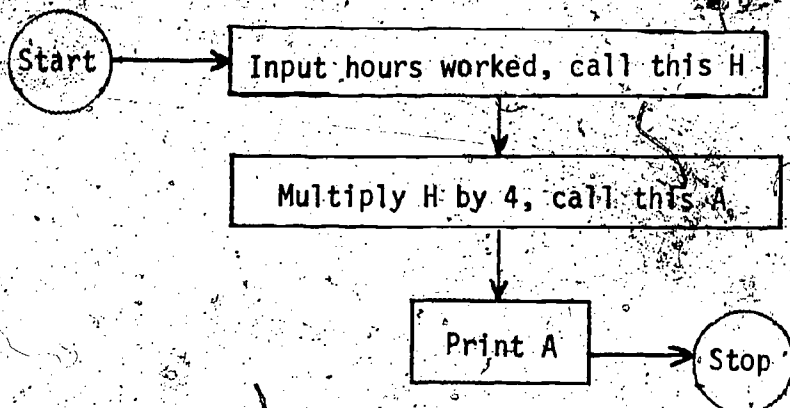 Start
Input hours worked, call this H
Multiply H by 4, call this A
Print A
Stop